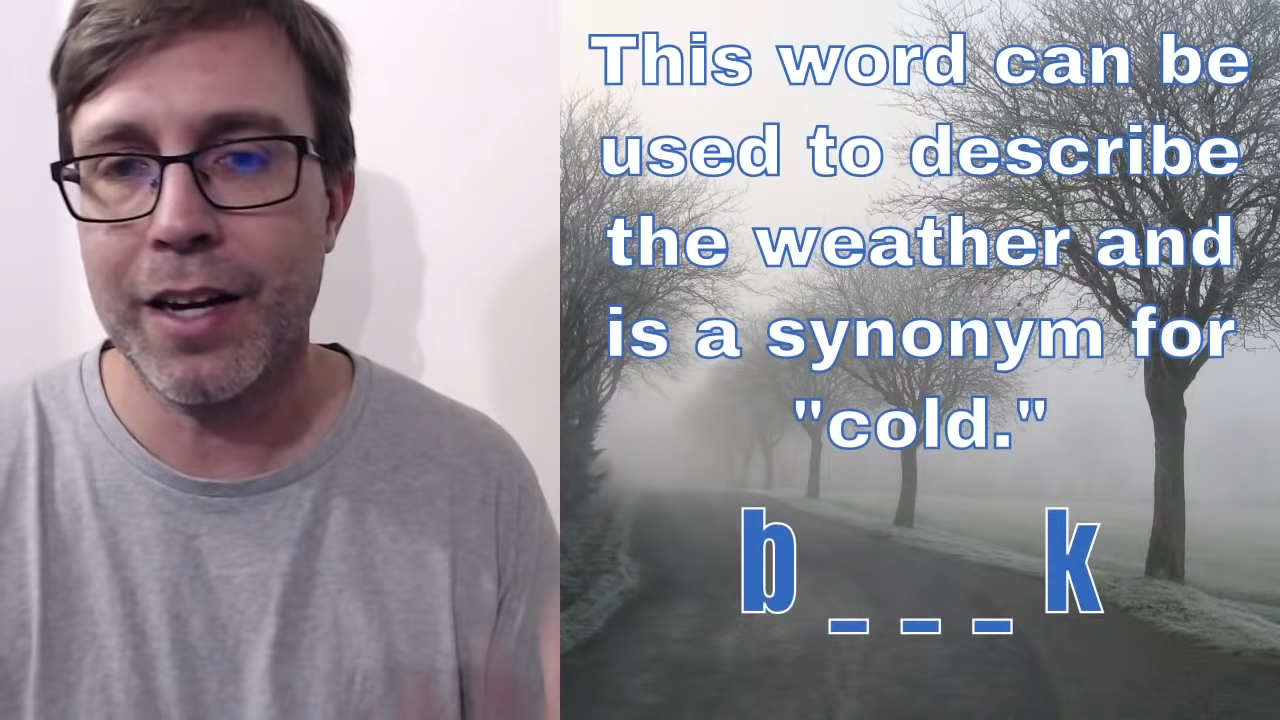 This word can be
used to describe
the weather and
is a synonym for
"cold."
b _ _ _ k